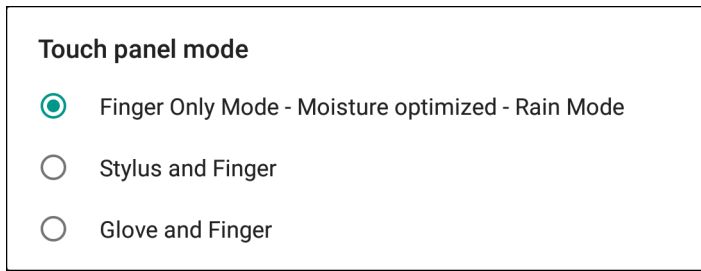 Touch panel mode
Finger Only Mode - Moisture optimized - Rain Mode
Stylus and Finger
Glove and Finger